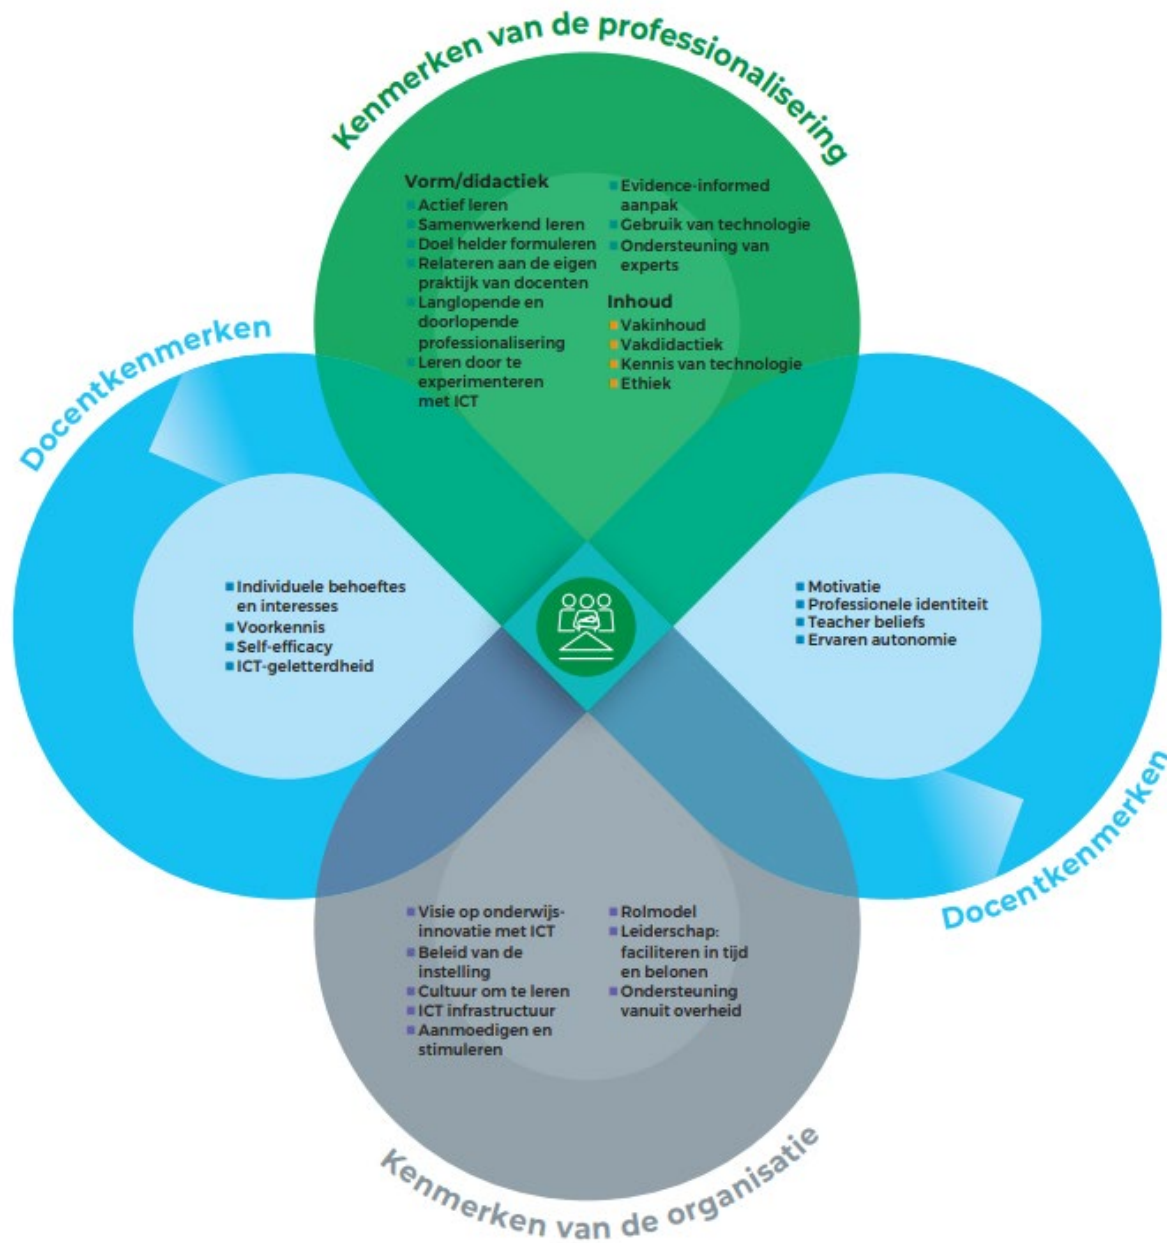 Kenmerken van de professionalisering
Vorm/didactiek
Actief leren
Samenwerkend leren
Doel helder formuleren
Relateren aan de eigen
praktijk van docenten
Langlopende en
doorlopende
professionalisering
Leren door te
experimenteren
met ICT
Evidence-informed
aanpak
Gebruik van technologie
Ondersteuning van
experts
Inhoud
Vakinhoud
Vakdidactiek
Kennis van technologie
Ethiek
Docentkenmerken
Individuele behoeftes
en interesses
Voorkennis
Self-efficacy
ICT-geletterdheid
Motivatie
Professionele identiteit
Teacher beliefs
Ervaren autonomie
Docentkenmerken
Visie op onderwijs-
innovatie met ICT
Beleid van de
instelling
Cultuur om te leren
ICT infrastructuur
Aanmoedigen en
stimuleren
Rolmodel
Leiderschap:
faciliteren in tijd
en belonen
Ondersteuning
vanuit overheid
Kenmerken van de organisatie